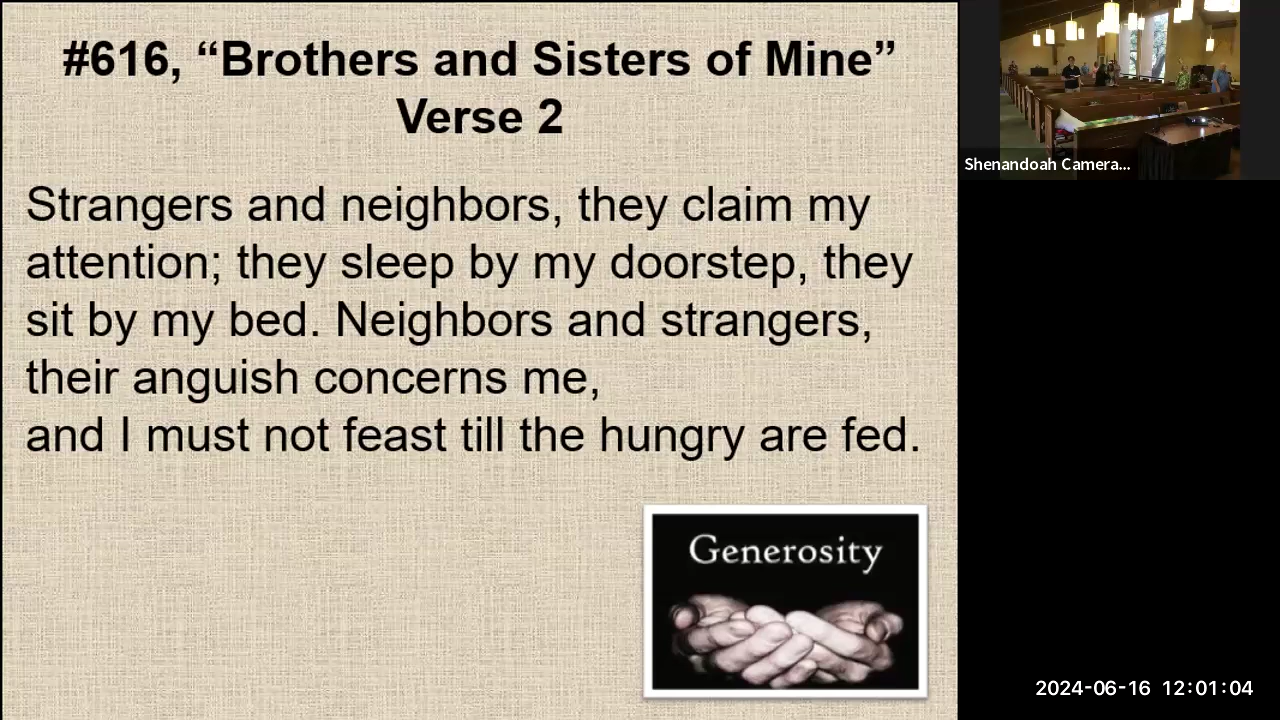 #616, “Brothers and Sisters of Mine”
Verse 2
Strangers and neighbors, they claim my
attention; they sleep by my doorstep, they
sit by my bed. Neighbors and strangers,
their anguish concerns me,
and I must not feast till the hungry are fed.
Generosity
Shenandoah Camera...
2024-06-16 12:01:04